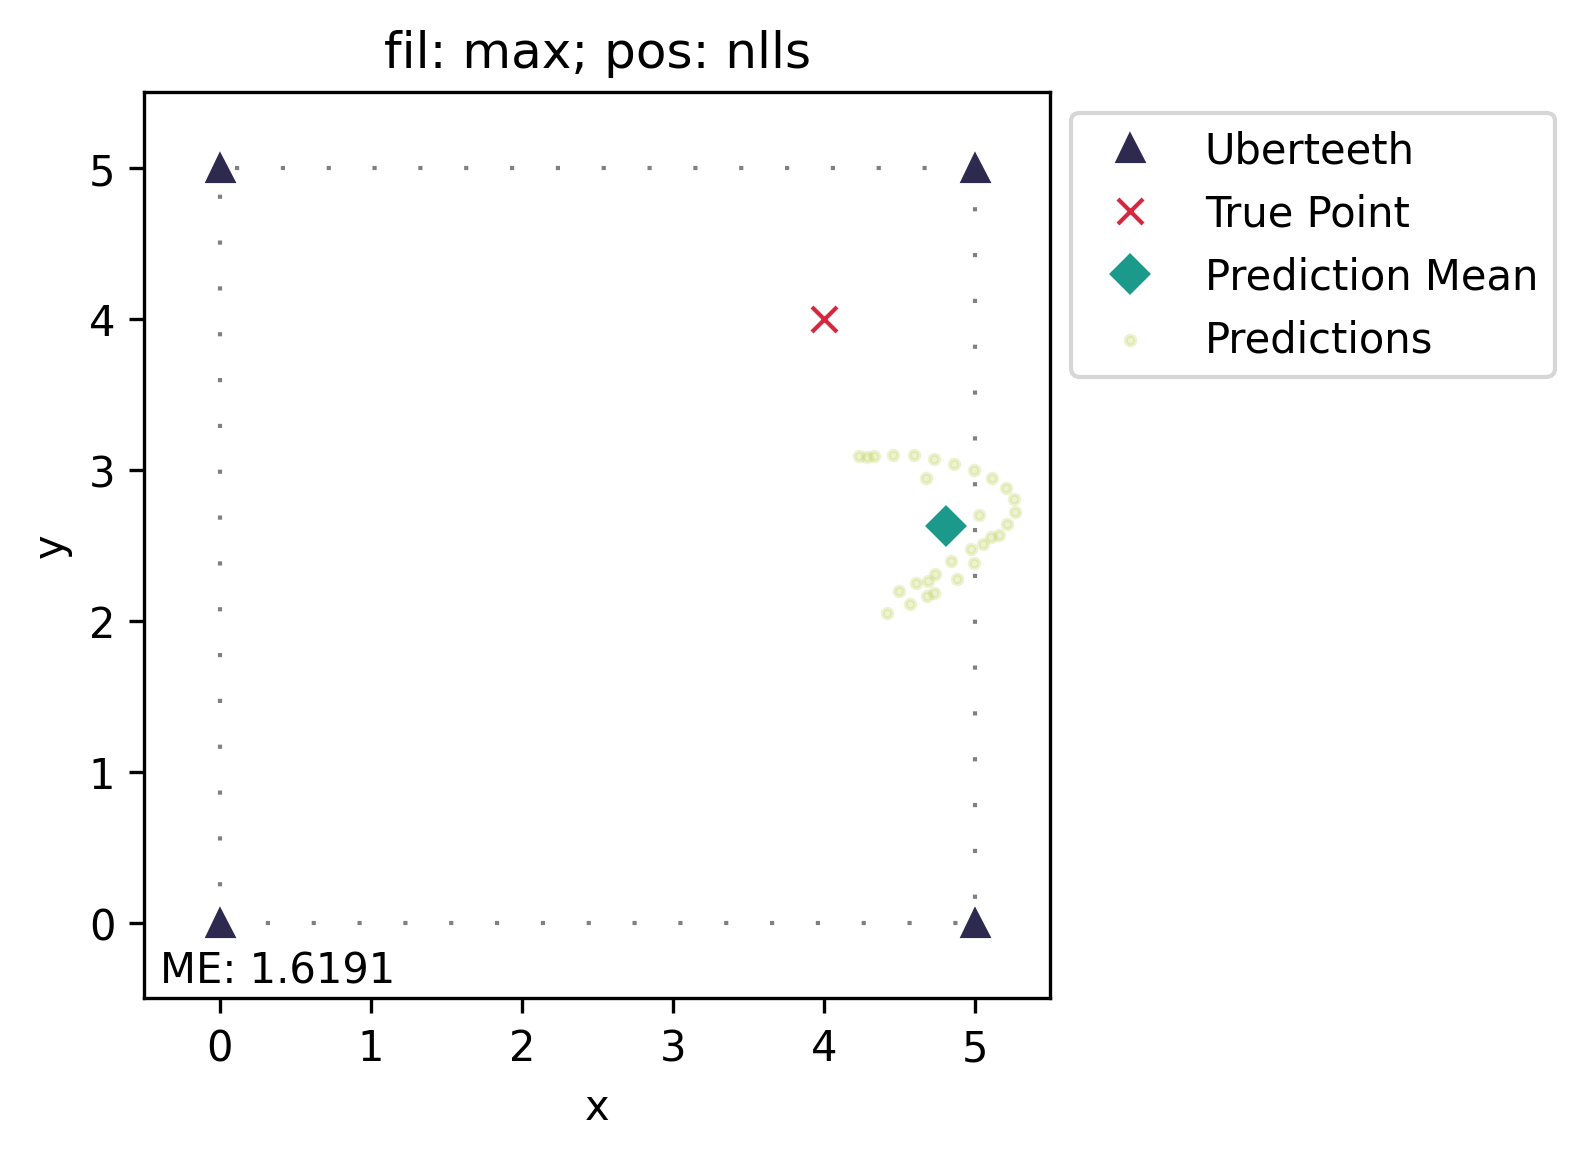 fil: max; pos: nlls
5
4
3
2
1
0
y
ME: 1.6191
0 1 2 3 4 5
x
Uberteeth
True Point
Prediction Mean
Predictions